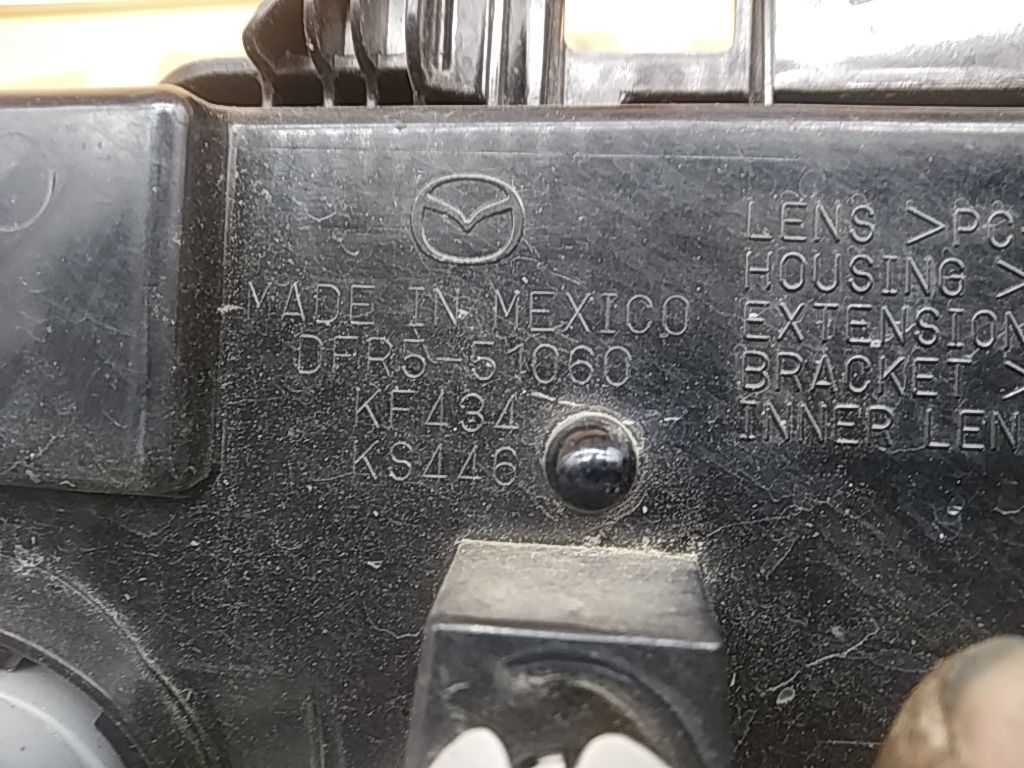 MADE IN MEXICO
DFR5-51060
KF434
KS446
LENS >PC
HOUSING >
EXTENSION
BRACKET >
INNER LEN